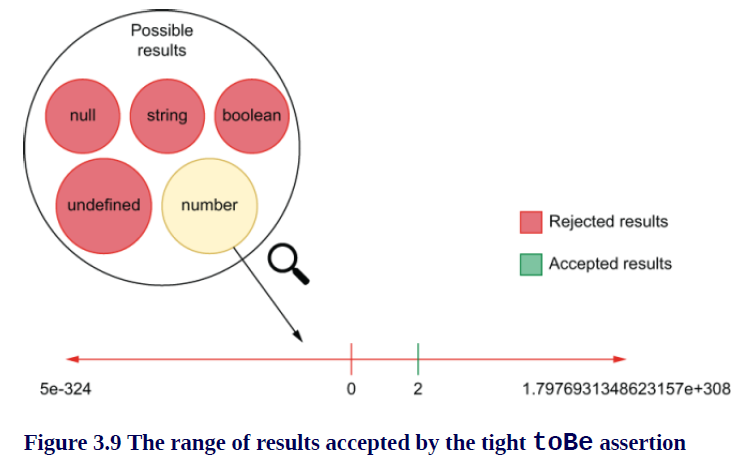 Possible
results
null
string
boolean
undefined
number
Rejected results
Accepted results
5e-324
0
2
1.7976931348623157e+308
Figure 3.9 The range of results accepted by the tight toBe assertion